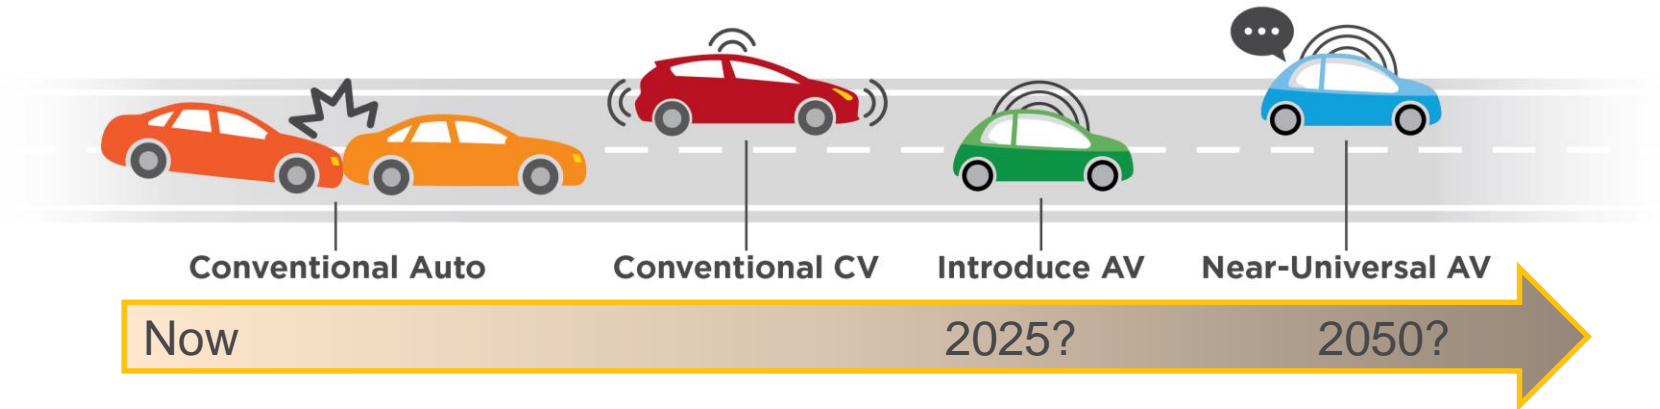 Conventional Auto
Conventional CV
Introduce AV
Near-Universal AV
Now
2025?
2050?